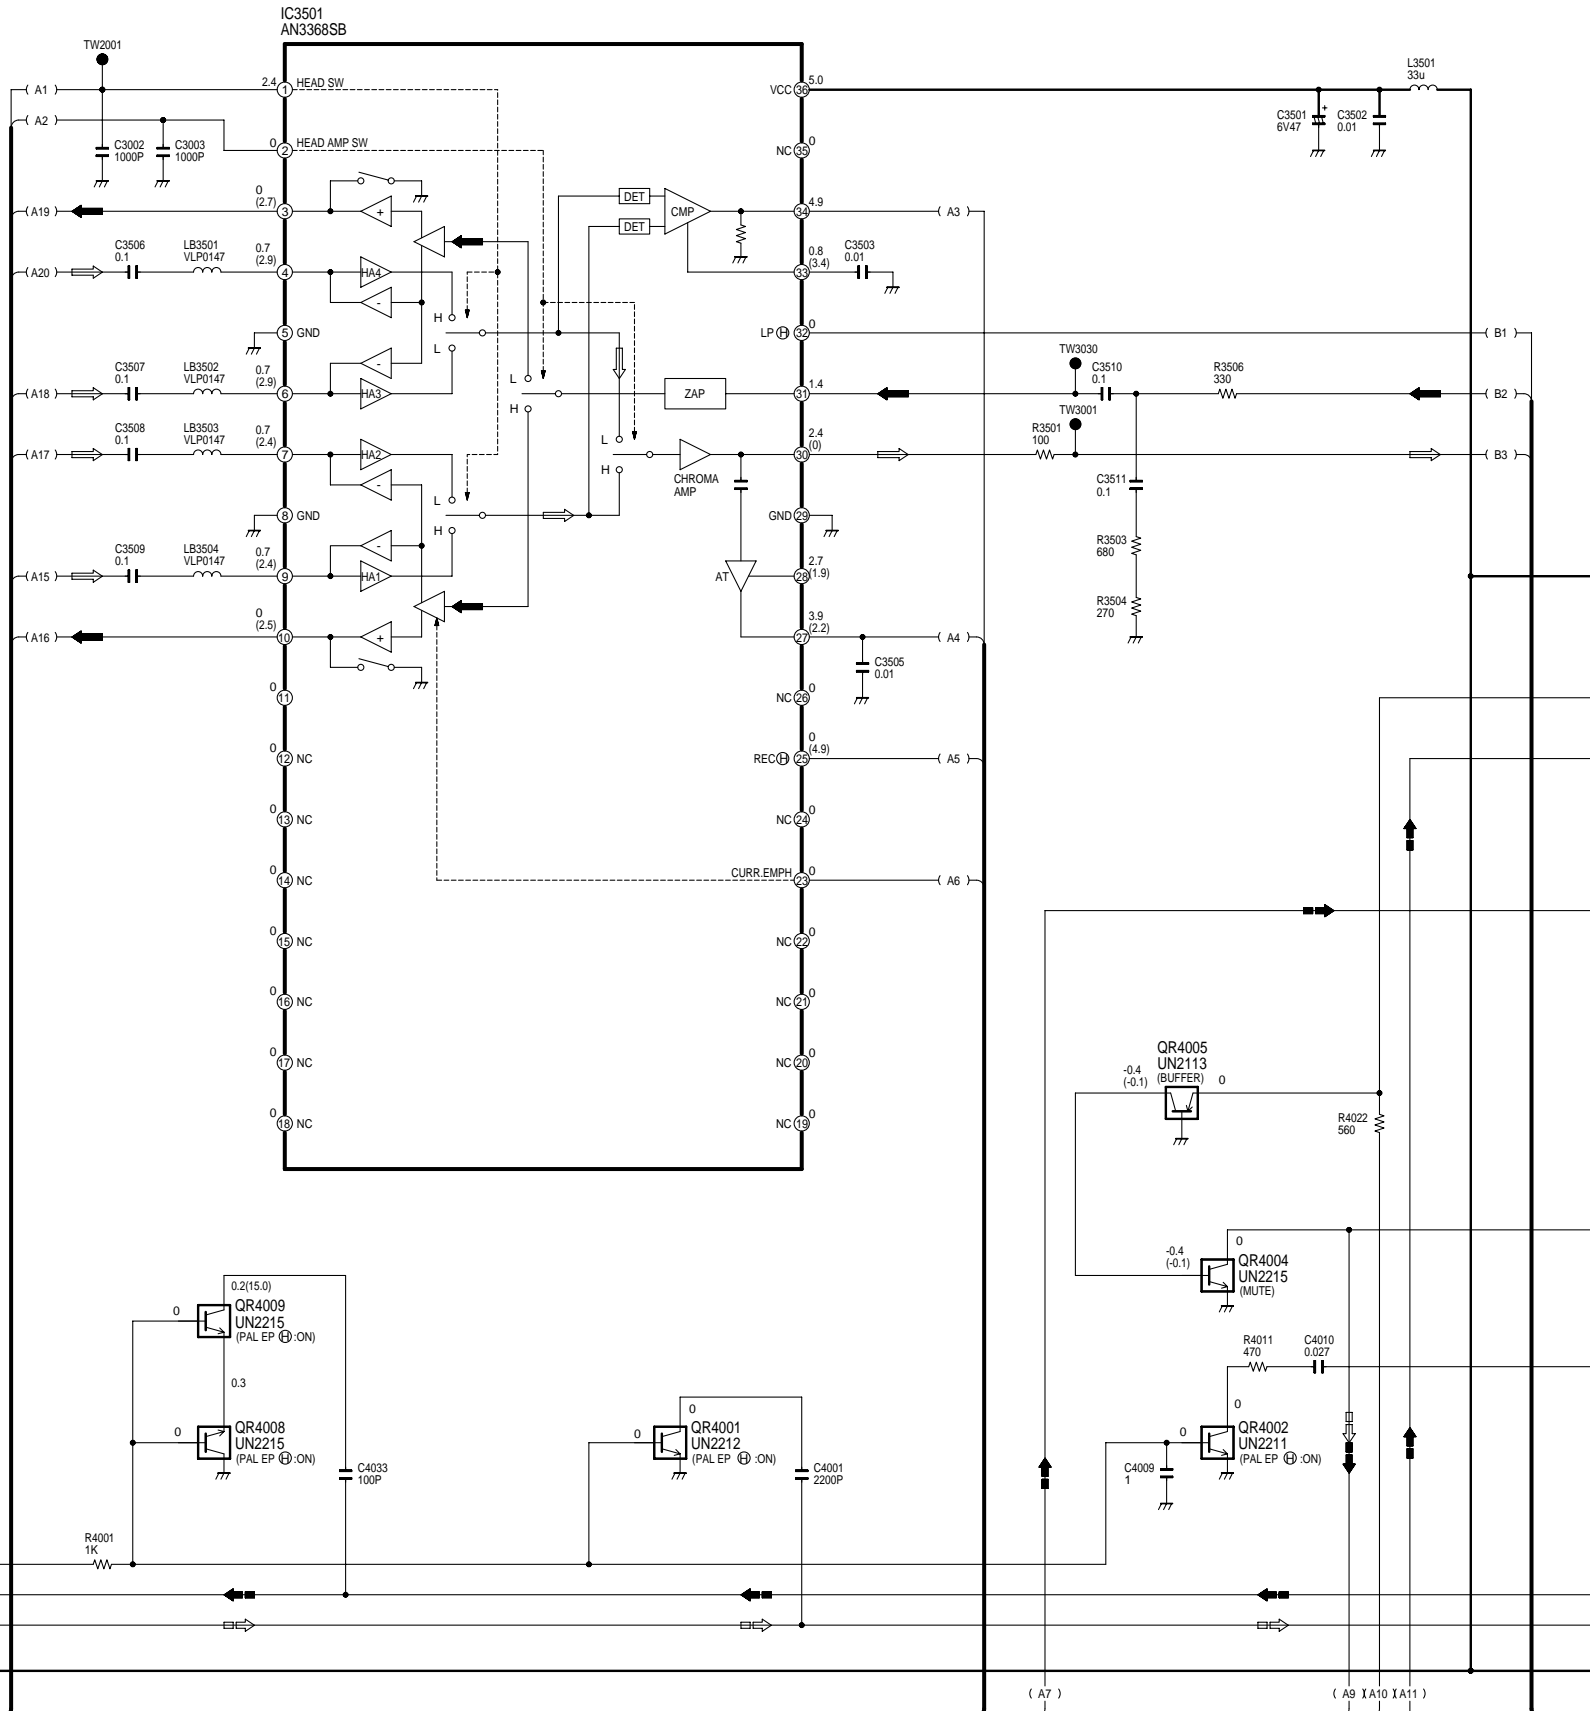 IC3501
AN3368SB
TW2001
( A1 )
2.4
1
HEAD SW
( A2 )
0
2
HEAD AMP SW
C3002
1000P
C3003
1000P
( A19 )
0
(2.7)
3
+
( A20 )
C3506
0.1
LB3501
VLP0147
0.7
(2.9)
4
HA4
-
5
GND
H
L
( A18 )
C3507
0.1
LB3502
VLP0147
0.7
(2.9)
6
-
HA3
( A17 )
C3508
0.1
LB3503
VLP0147
0.7
(2.4)
7
HA2
-
8
GND
L
H
( A15 )
C3509
0.1
LB3504
VLP0147
0.7
(2.4)
9
-
HA1
( A16 )
0
(2.5)
10
+
0
11
0
12
NC
0
13
NC
0
14
NC
0
15
NC
0
16
NC
0
17
NC
0
18
NC
DET
DET
CMP
L
H
ZAP
L
H
CHROMA
AMP
AT
VCC
36
5.0
NC
35
0
34
4.9
( A3 )
33
0.8
(3.4)
C3503
0.01
LP H
32
0
( B1 )
31
1.4
TW3030
C3510
0.1
R3506
330
( B2 )
30
2.4
(0)
R3501
100
TW3001
( B3 )
C3511
0.1
R3503
680
R3504
270
GND
29
28
2.7
(1.9)
27
3.9
(2.2)
( A4 )
C3505
0.01
NC
26
0
REC H
25
0
(4.9)
( A5 )
NC
24
0
CURR.EMPH
23
0
( A6 )
NC
22
0
NC
21
0
NC
20
0
NC
19
0
C3501
6V47
+
C3502
0.01
L3501
33u
QR4005
UN2113
(BUFFER)
-0.4
(-0.1)
0
R4022
560
-0.4
(-0.1)
0
QR4004
UN2215
(MUTE)
R4011
470
C4010
0.027
0
0
QR4002
UN2211
(PAL EP H :ON)
C4009
1
0.2(15.0)
0
QR4009
UN2215
(PAL EP H :ON)
0.3
0
QR4008
UN2215
(PAL EP H :ON)
C4033
100P
0
0
QR4001
UN2212
(PAL EP H :ON)
C4001
2200P
R4001
1K
( A7 )
( A9 )( A10 )( A11 )